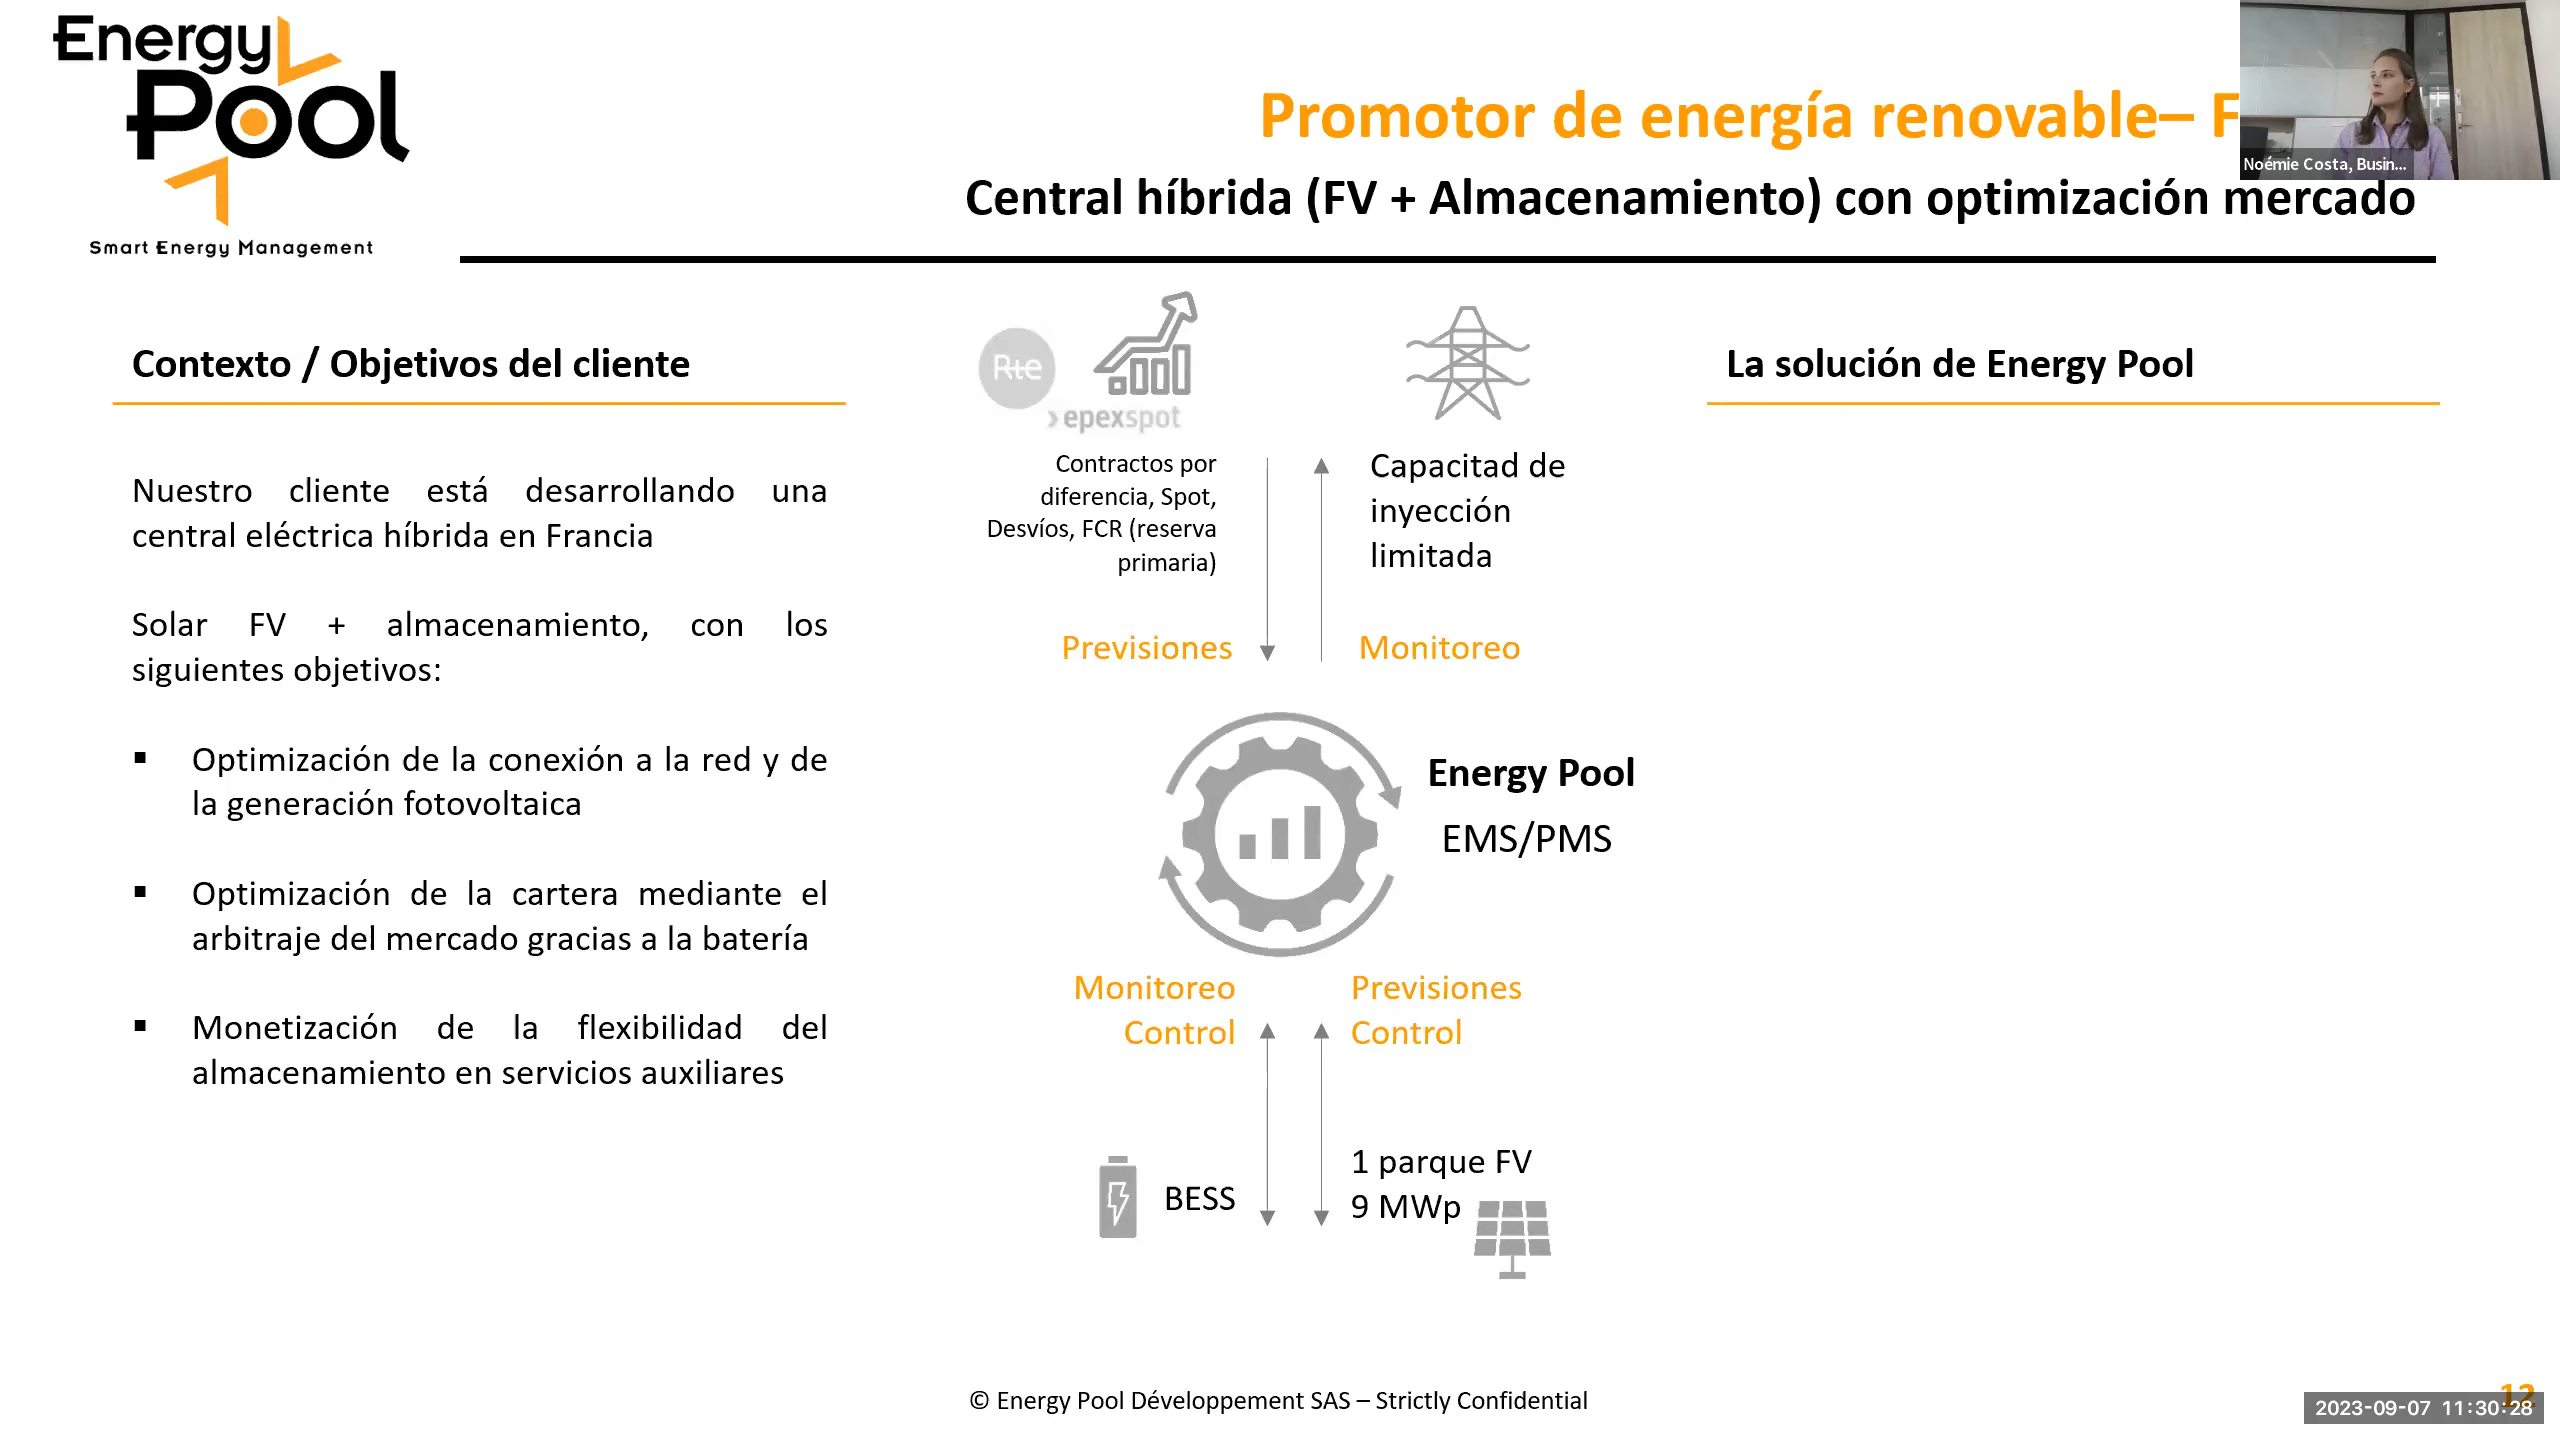 Energy
Pool
Smart Energy Management
Promotor de energía renovable– F
Central híbrida (FV + Almacenamiento) con optimización mercado
Noémie Costa, Busin...
Contexto / Objetivos del cliente
Nuestro cliente está desarrollando una
central eléctrica híbrida en Francia
Solar FV + almacenamiento, con los
siguientes objetivos:
▪ Optimización de la conexión a la red y de
la generación fotovoltaica
▪ Optimización de la cartera mediante el
arbitraje del mercado gracias a la batería
▪ Monetización de la flexibilidad del
almacenamiento en servicios auxiliares
Rte
epexspot
Contractos por
diferencia, Spot,
Desvíos, FCR (reserva
primaria)
Capacitad de
inyección
limitada
Previsiones
Monitoreo
Energy Pool
EMS/PMS
Monitoreo
Control
Previsiones
Control
BESS
1 parque FV
9 MWp
La solución de Energy Pool
© Energy Pool Développement SAS – Strictly Confidential
12
2023-09-07 11:30:28